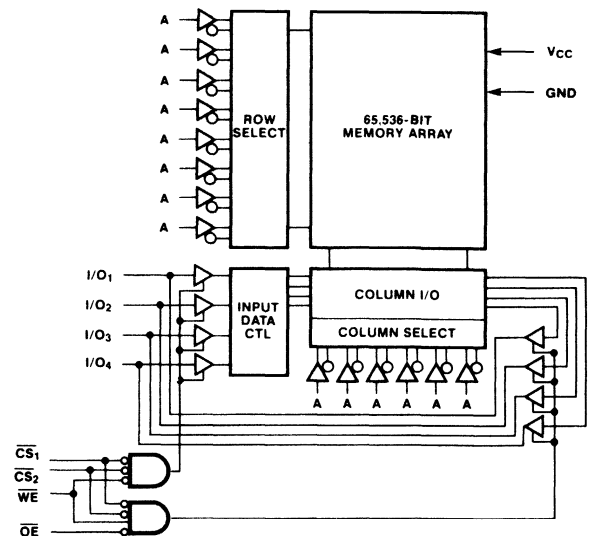 A
A
A
A
A
A
A
A
ROW
SELECT
65,536-BIT
MEMORY ARRAY
VCC
GND
I/O1
I/O2
I/O3
I/O4
INPUT
DATA
CTL
COLUMN I/O
COLUMN SELECT
A A A A A A
CS1
CS2
WE
OE